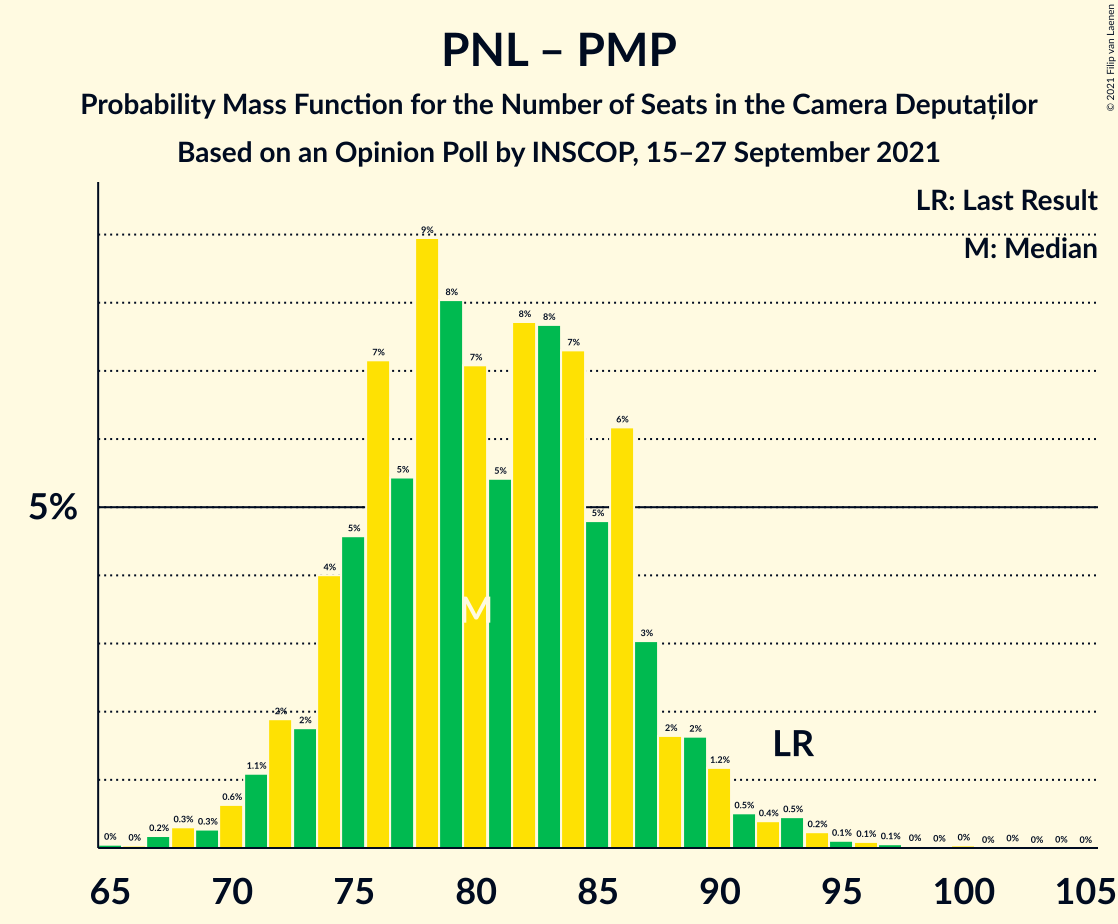 PNL – PMP
Probability Mass Function for the Number of Seats in the Camera Deputaților
Based on an Opinion Poll by INSCOP, 15–27 September 2021
© 2021 Filip van Laenen
LR: Last Result
M: Median
5%
0% 0% 0.2% 0.3% 0.3% 0.6% 1.1% 2% 2% 4% 5% 7% 5% 9% 8% 7% 5% 8% 8% 7% 5% 6% 3% 2% 2% 1.2% 0.5% 0.4% 0.5% 0.2% 0.1% 0.1% 0.1% 0% 0% 0% 0% 0% 0% 0% 0%
M
LR
65 70 75 80 85 90 95 100 105